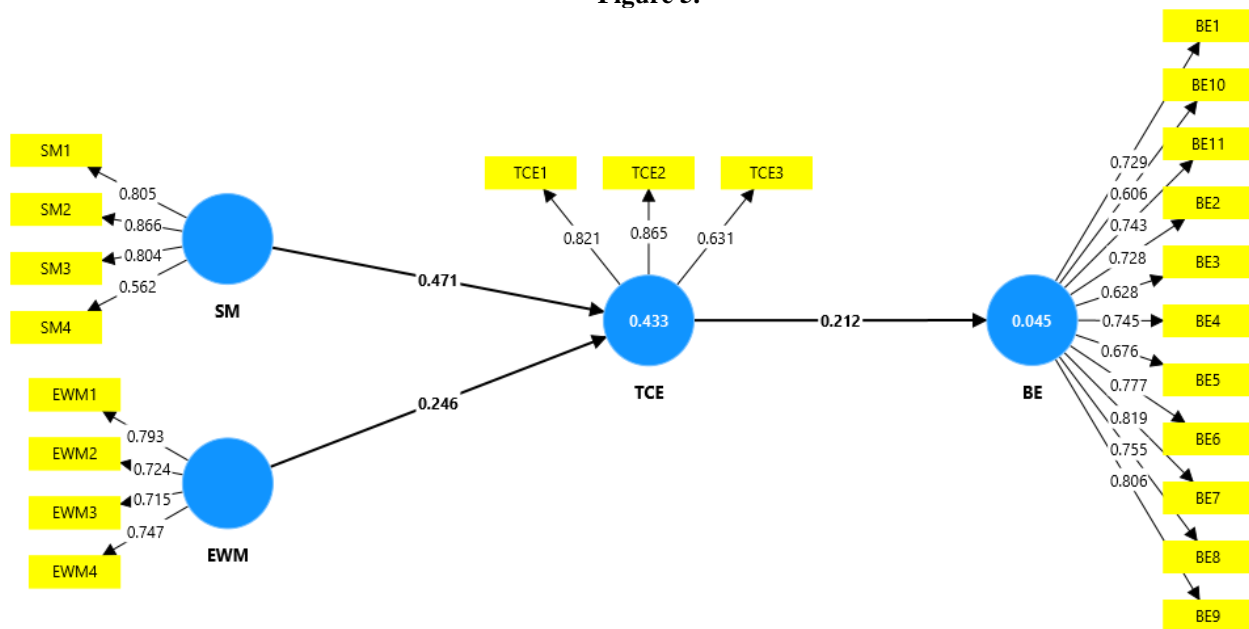 Figure 3.
SM1
SM2
SM3
SM4
0.805
0.866
0.804
0.562
SM
EWM1
EWM2
EWM3
EWM4
0.793
0.724
0.715
0.747
EWM
0.471
0.246
TCE1
TCE2
TCE3
0.821
0.865
0.631
0.433
TCE
0.212
0.045
BE
0.729
0.606
0.743
0.728
0.628
0.745
0.676
0.777
0.819
0.755
0.806
BE1
BE10
BE11
BE2
BE3
BE4
BE5
BE6
BE7
BE8
BE9